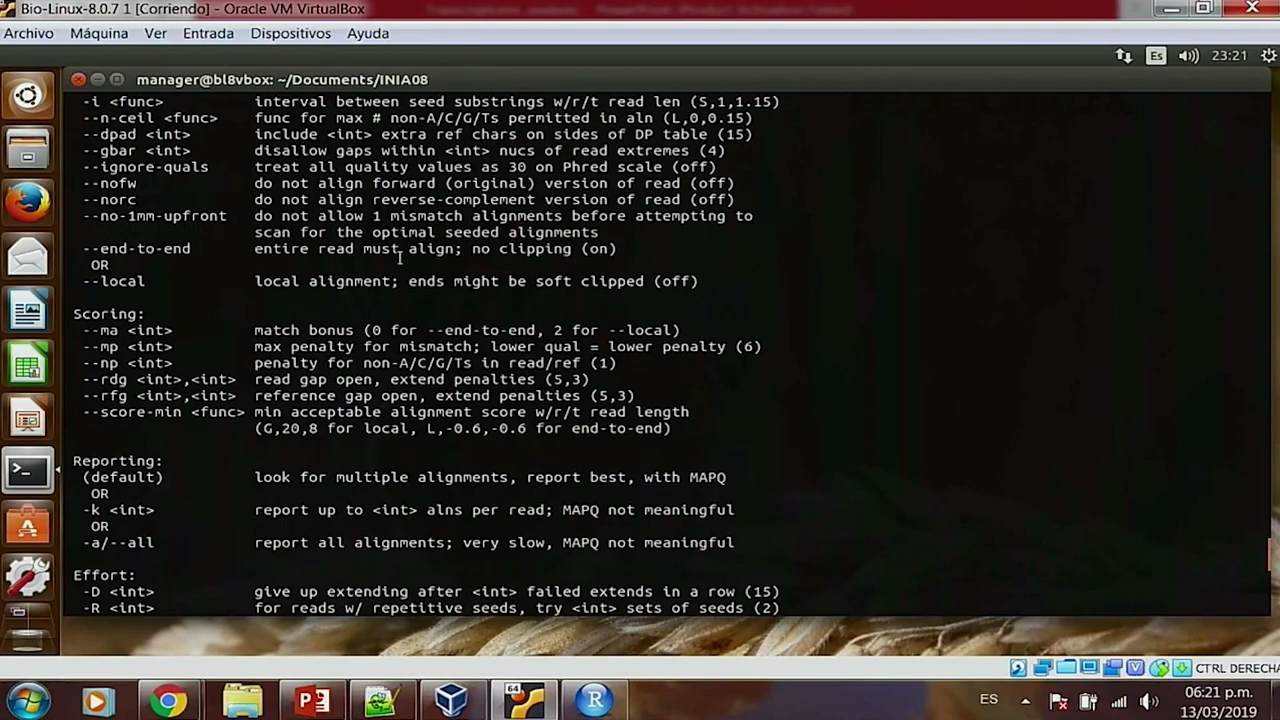 Bio-Linux-8.0.7 1 [Corriendo] - Oracle VM VirtualBox
Archivo Máquina Ver Entrada Dispositivos Ayuda
Es 23:21
manager@bl8vbox: ~/Documents/INIA08
-i <func> interval between seed substrings w/r/t read len (S,1,1.15)
--n-ceil <func> func for max # non-A/C/G/Ts permitted in aln (L,0,0.15)
--dpad <int> include <int> extra ref chars on sides of DP table (15)
--gbar <int> disallow gaps within <int> nucs of read extremes (4)
--ignore-quals treat all quality values as 30 on Phred scale (off)
--nofw do not align forward (original) version of read (off)
--norc do not align reverse-complement version of read (off)
--no-1mm-upfront do not allow 1 mismatch alignments before attempting to
scan for the optimal seeded alignments
--end-to-end entire read must align; no clipping (on)
OR
--local local alignment; ends might be soft clipped (off)
Scoring:
--ma <int> match bonus (0 for --end-to-end, 2 for --local)
--mp <int> max penalty for mismatch; lower qual = lower penalty (6)
--np <int> penalty for non-A/C/G/Ts in read/ref (1)
--rdg <int>,<int> read gap open, extend penalties (5,3)
--rfg <int>,<int> reference gap open, extend penalties (5,3)
--score-min <func> min acceptable alignment score w/r/t read length
(G,20,8 for local, L,-0.6,-0.6 for end-to-end)
Reporting:
(default) look for multiple alignments, report best, with MAPQ
OR
-k <int> report up to <int> alns per read; MAPQ not meaningful
OR
-a/--all report all alignments; very slow, MAPQ not meaningful
Effort:
-D <int> give up extending after <int> failed extends in a row (15)
-R <int> for reads w/ repetitive seeds, try <int> sets of seeds (2)
CTRL DERECHA
64
ES
06:21 p.m.
13/03/2019